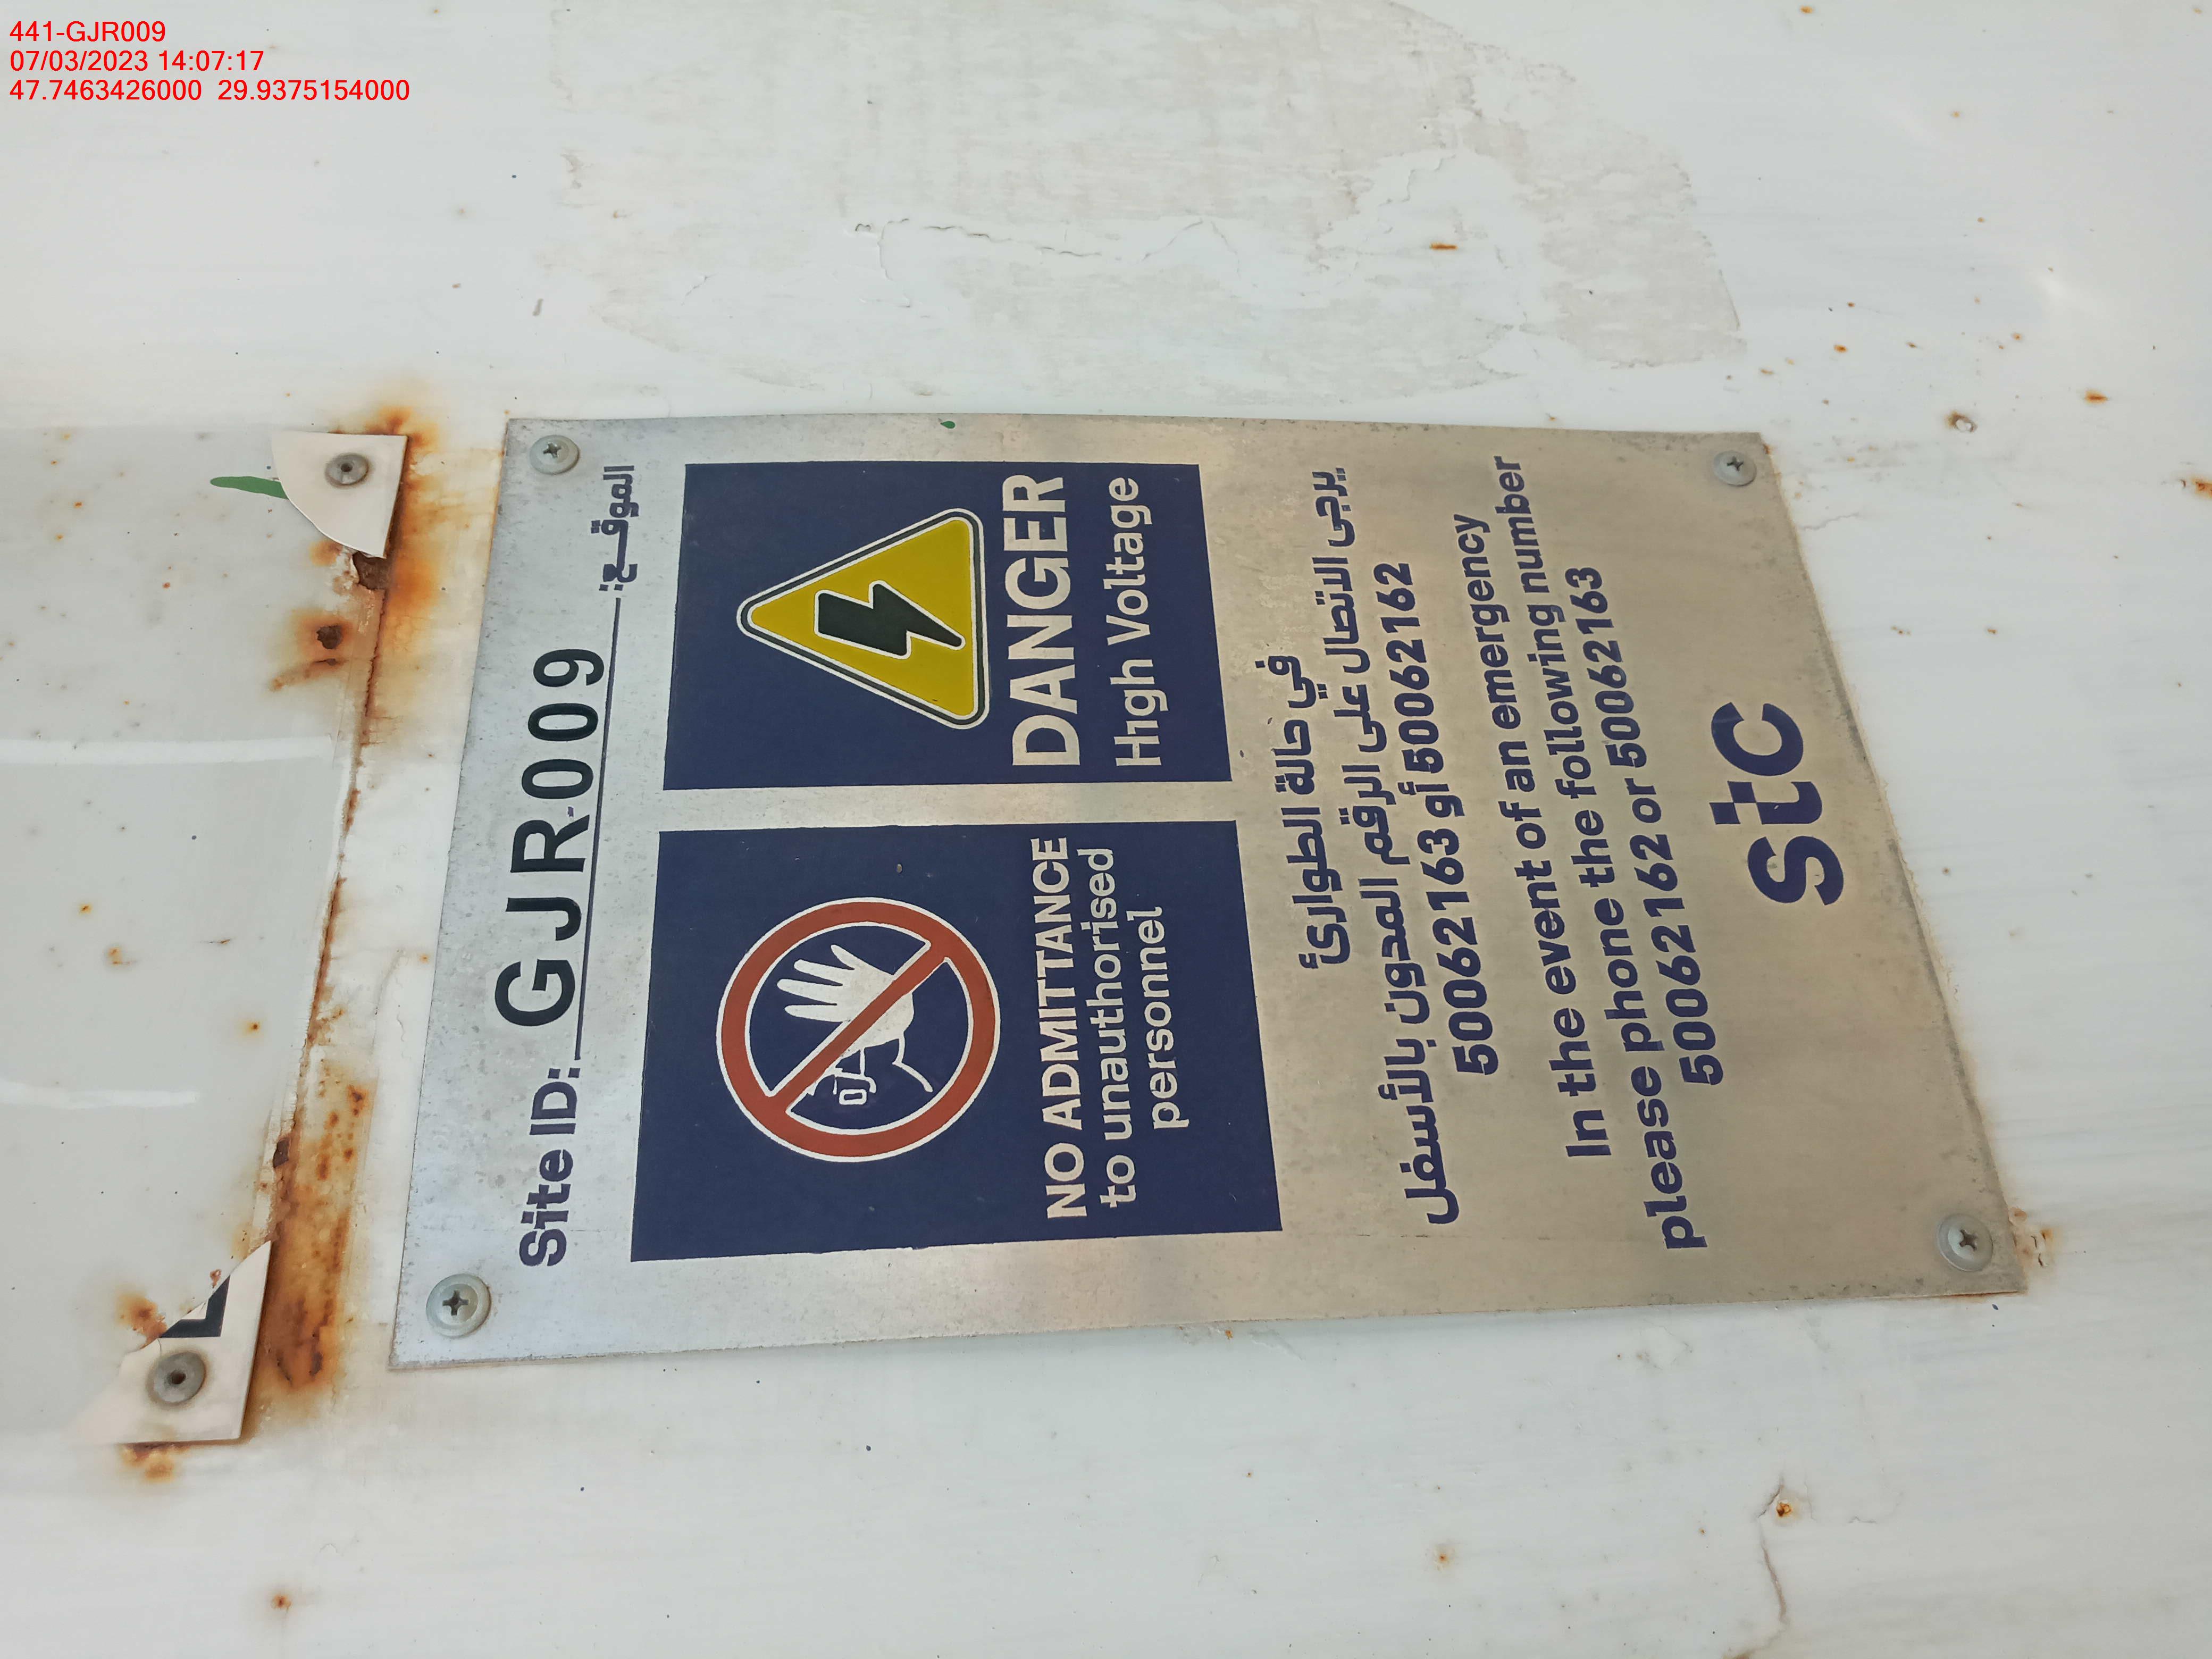 441-GJR009
07/03/2023 14:07:17
47.7463426000 29.9375154000
Site ID: GJR009 الموقع:
NO ADMITTANCE
to unauthorised
personnel
DANGER
High Voltage
في حالة الطوارئ
يرجى الاتصال على الرقم المدون بالأسفل
50062163 أو 50062162
In the event of an emergency
please phone the following number
50062162 or 50062163
stc